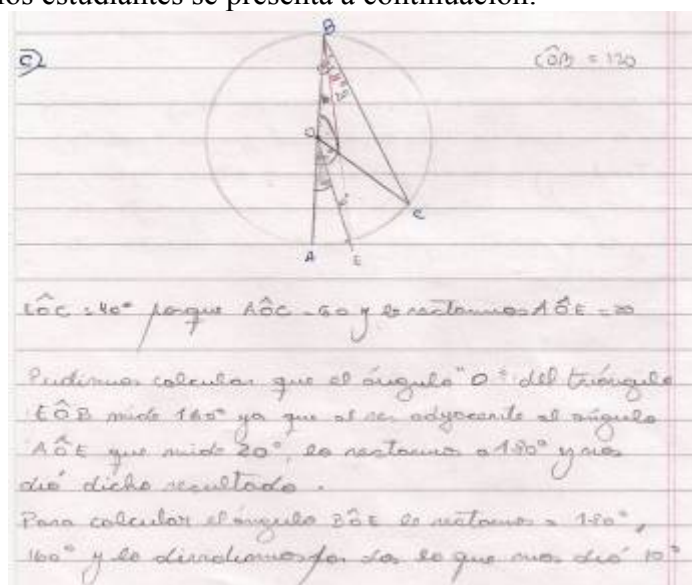 los estudiantes se presenta a continuación.
B
C)
CÔB = 120
O
C
A E
EÔC = 40° porque AÔC = 60 y le restamos AÔE = 20
Pudimos calcular que el ángulo "O" del triángulo
EÔB mide 160° ya que al ser adyacente al ángulo
AÔE que mide 20°, lo restamos a 180° y nos
dió dicho resultado.
Para calcular el ángulo le restamos a 180°,
160° y lo dividimos por dos lo que nos dió 10°